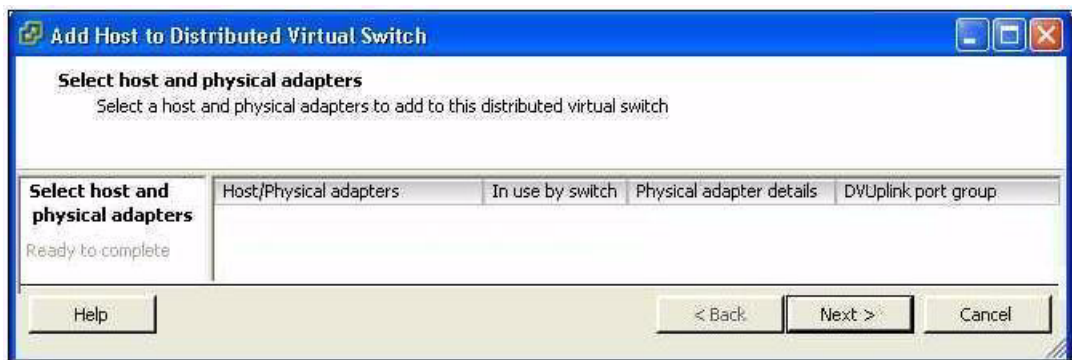 Add Host to Distributed Virtual Switch
Select host and physical adapters
Select a host and physical adapters to add to this distributed virtual switch
Select host and
physical adapters
Ready to complete
Host/Physical adapters In use by switch Physical adapter details DVUplink port group
Help < Back Next > Cancel